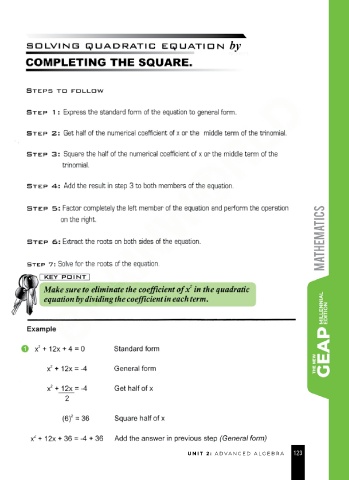 SOLVING QUADRATIC EQUATION by
COMPLETING THE SQUARE.
STEPS TO FOLLOW
STEP 1: Express the standard form of the equation to general form.
STEP 2: Get half of the numerical coefficient of x or the middle term of the trinomial.
STEP 3: Square the half of the numerical coefficient of x or the middle term of the
trinomial.
STEP 4: Add the result in step 3 to both members of the equation.
STEP 5: Factor completely the left member of the equation and perform the operation
on the right.
STEP 6: Extract the roots on both sides of the equation.
STEP 7: Solve for the roots of the equation.
KEY POINT
Make sure to eliminate the coefficient of x² in the quadratic
equation by dividing the coefficient in each term.
Example
1 x² + 12x + 4 = 0 Standard form
x² + 12x = -4 General form
x² + 12x = -4 Get half of x
2
(6)² = 36 Square half of x
x² + 12x + 36 = -4 + 36 Add the answer in previous step (General form)
UNIT 2: ADVANCED ALGEBRA 123
MATHEMATICS
THE NEW GEAP MILLENNIAL EDITION